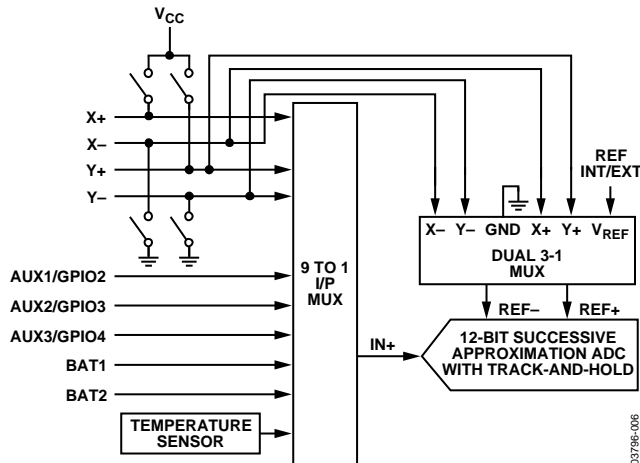 VCC
X+
X–
Y+
Y–
AUX1/GPIO2
AUX2/GPIO3
AUX3/GPIO4
BAT1
BAT2
TEMPERATURE
SENSOR
9 TO 1
I/P
MUX
REF
INT/EXT
X– Y– GND X+ Y+ VREF
DUAL 3-1
MUX
REF– REF+
IN+
12-BIT SUCCESSIVE
APPROXIMATION ADC
WITH TRACK-AND-HOLD
03796-006